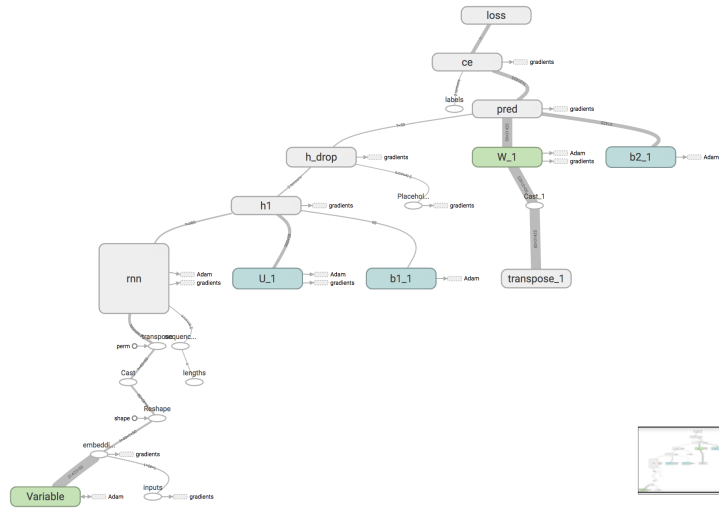 loss
ce
gradients
labels
pred
gradients
h_drop
gradients
W_1
Adam
gradients
b2_1
Adam
Placehol...
gradients
Cast_1
h1
gradients
rnn
Adam
gradients
U_1
Adam
gradients
b1_1
Adam
transpose_1
perm
transpose
sequenc...
Cast
lengths
shape
Reshape
embeddi...
gradients
inputs
gradients
Variable
Adam